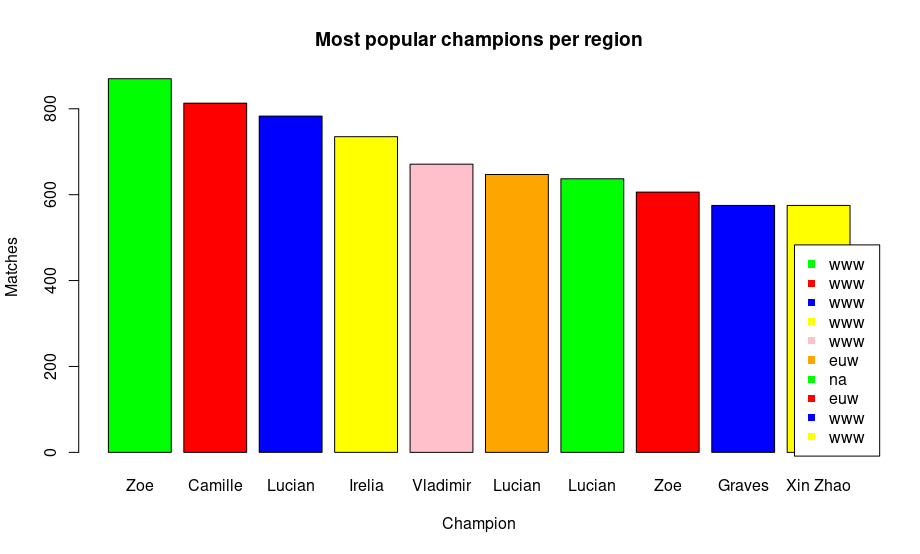 Most popular champions per region
Matches
800
600
400
200
0
www
www
www
www
www
euw
na
euw
www
www
Zoe Camille Lucian Irelia Vladimir Lucian Lucian Zoe Graves Xin Zhao
Champion